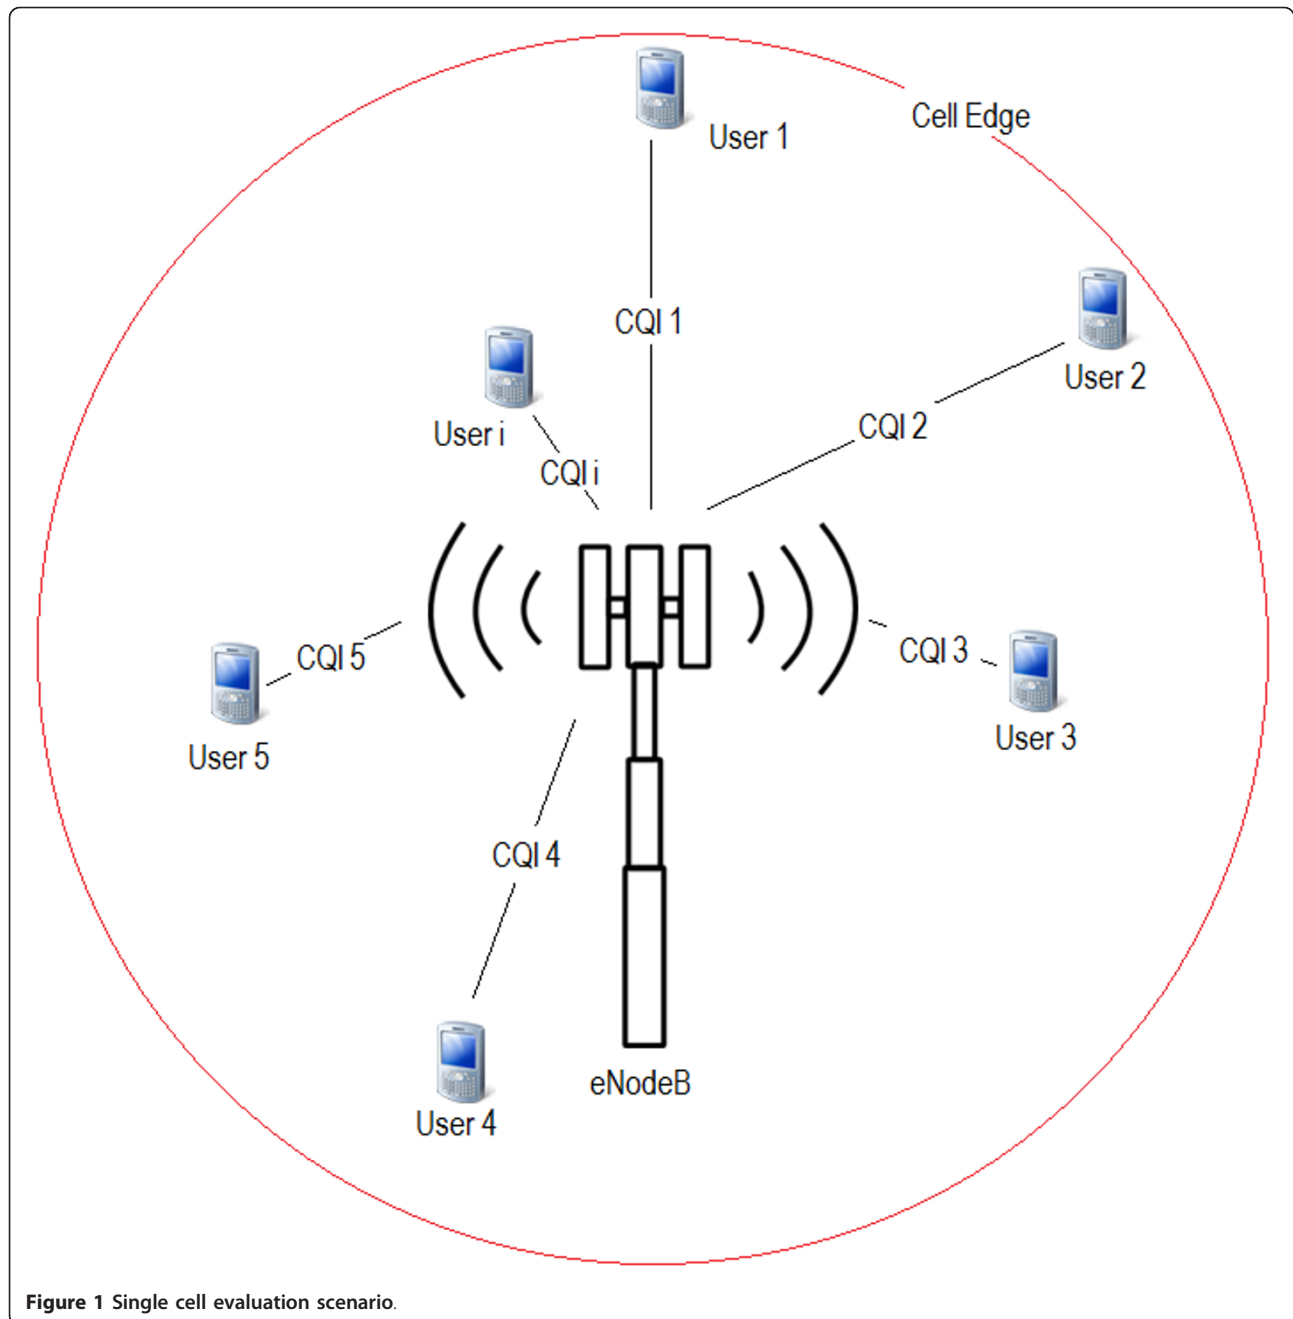 User 1
Cell Edge
CQI 1
User 2
User i
CQI 2
CQI i
CQI 5
CQI 3
User 5
User 3
CQI 4
eNodeB
User 4
Figure 1 Single cell evaluation scenario.